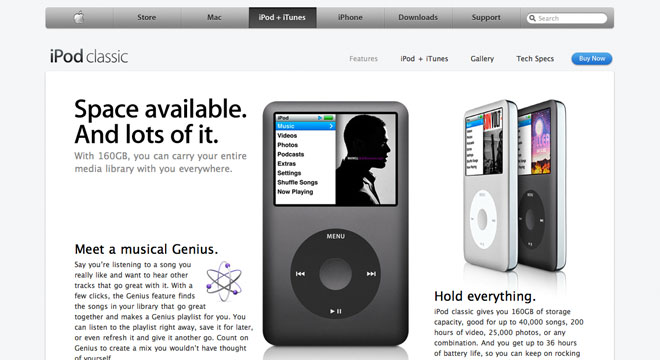 Store
Mac
iPod + iTunes
iPhone
Downloads
Support
Search
iPod classic
Features
iPod + iTunes
Gallery
Tech Specs
Buy Now
Space available.
And lots of it.
With 160GB, you can carry your entire
media library with you everywhere.
iPod
Music
Videos
Photos
Podcasts
Extras
Settings
Shuffle Songs
Now Playing
MENU
Meet a musical Genius.
Say you’re listening to a song you
really like and want to hear other
tracks that go great with it. With a
few clicks, the Genius feature finds
the songs in your library that go great
together and makes a Genius playlist for you. You
can listen to the playlist right away, save it for later,
or even refresh it and give it another go. Count on
Genius to create a mix you wouldn’t have thought
of yourself.
Hold everything.
iPod classic gives you 160GB of storage
capacity, good for up to 40,000 songs, 200
hours of video, 25,000 photos, or any
combination. And you get up to 36 hours
of battery life, so you can keep on rocking